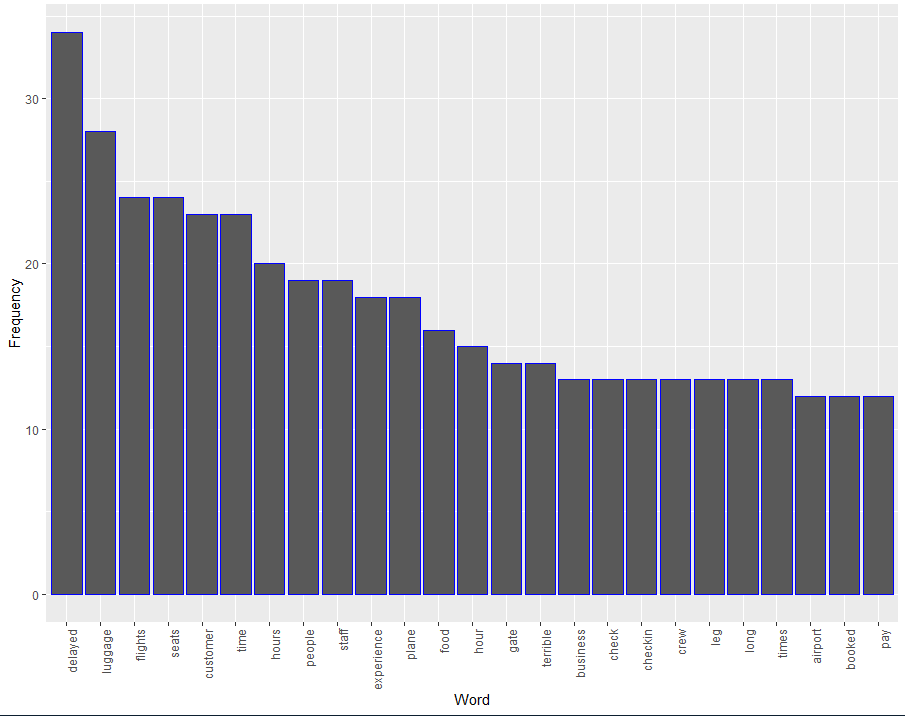 Frequency
30
20
10
0
delayed
luggage
flights
seats
customer
time
hours
people
staff
experience
plane
food
hour
gate
terrible
business
check
checkin
crew
leg
long
times
airport
booked
pay
Word